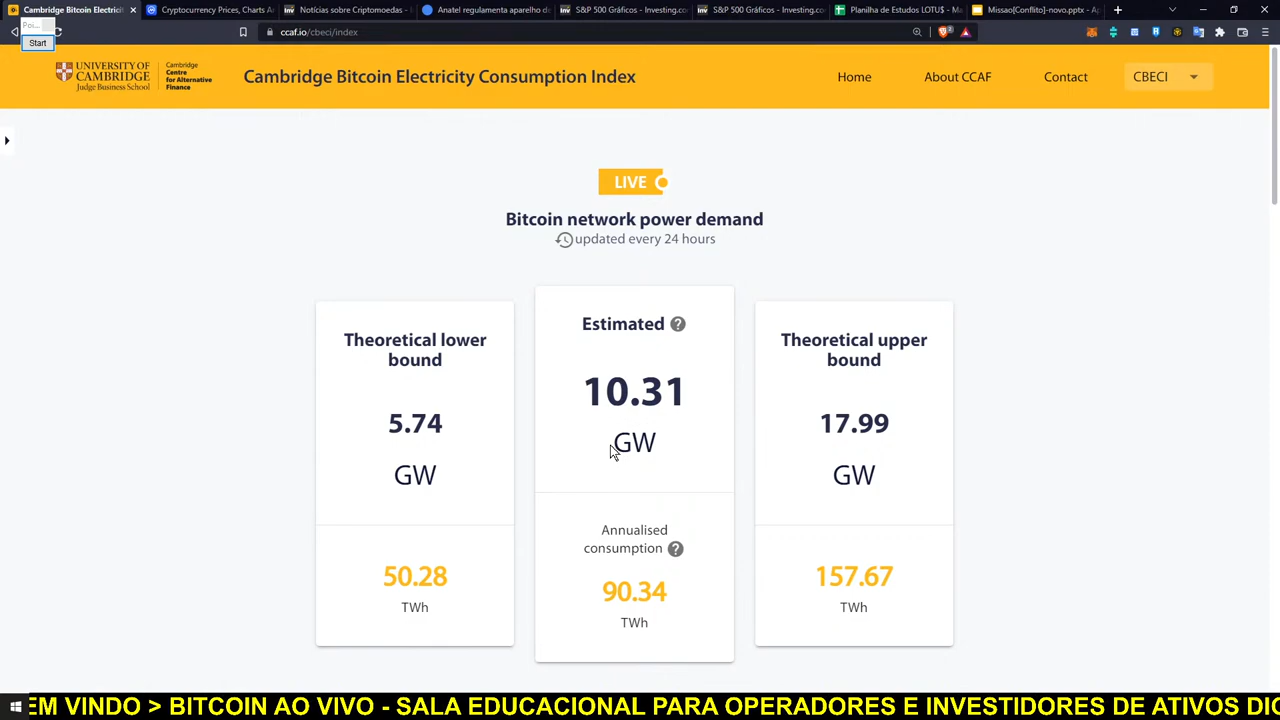 Cambridge Bitcoin Electrici
Cryptocurrency Prices, Charts A
Notícias sobre Criptomoedas -
Anatel regulamenta aparelho de
S&P 500 Gráficos - Investing.co
S&P 500 Gráficos - Investing.co
Planilha de Estudos LOTUS - M
Missao[Conflito]-novo.pptx - Ap
Poi...
Start
ccaf.io/cbeci/index
UNIVERSITY OF
CAMBRIDGE
Judge Business School
Cambridge
Centre
for Alternative
Finance
Cambridge Bitcoin Electricity Consumption Index
Home
About CCAF
Contact
CBECI
LIVE
Bitcoin network power demand
updated every 24 hours
Theoretical lower
bound
5.74
GW
50.28
TWh
Estimated ?
10.31
GW
Annualised
consumption ?
90.34
TWh
Theoretical upper
bound
17.99
GW
157.67
TWh
EM VINDO > BITCOIN AO VIVO - SALA EDUCACIONAL PARA OPERADORES E INVESTIDORES DE ATIVOS DIG